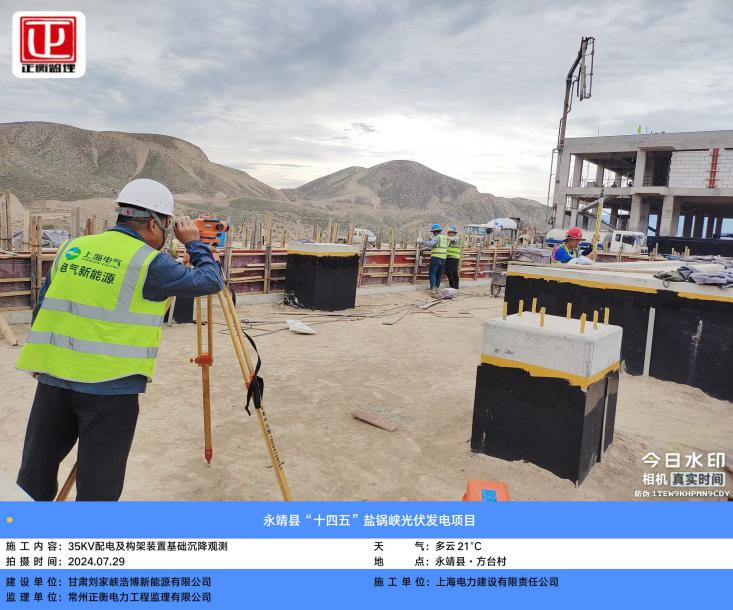 正衡监理
上海电气
SHANGHAI ELECTRIC
电气新能源
今日水印
相机 真实时间
防伪 1TEW9KHPMN9CDY
永靖县“十四五”盐锅峡光伏发电项目
施工内容：35KV配电及构架装置基础沉降观测
天气：多云 21℃
拍摄时间：2024.07.29
地点：永靖县·方台村
建设单位：甘肃刘家峡浩博新能源有限公司
施工单位：上海电力建设有限责任公司
监理单位：常州正衡电力工程监理有限公司